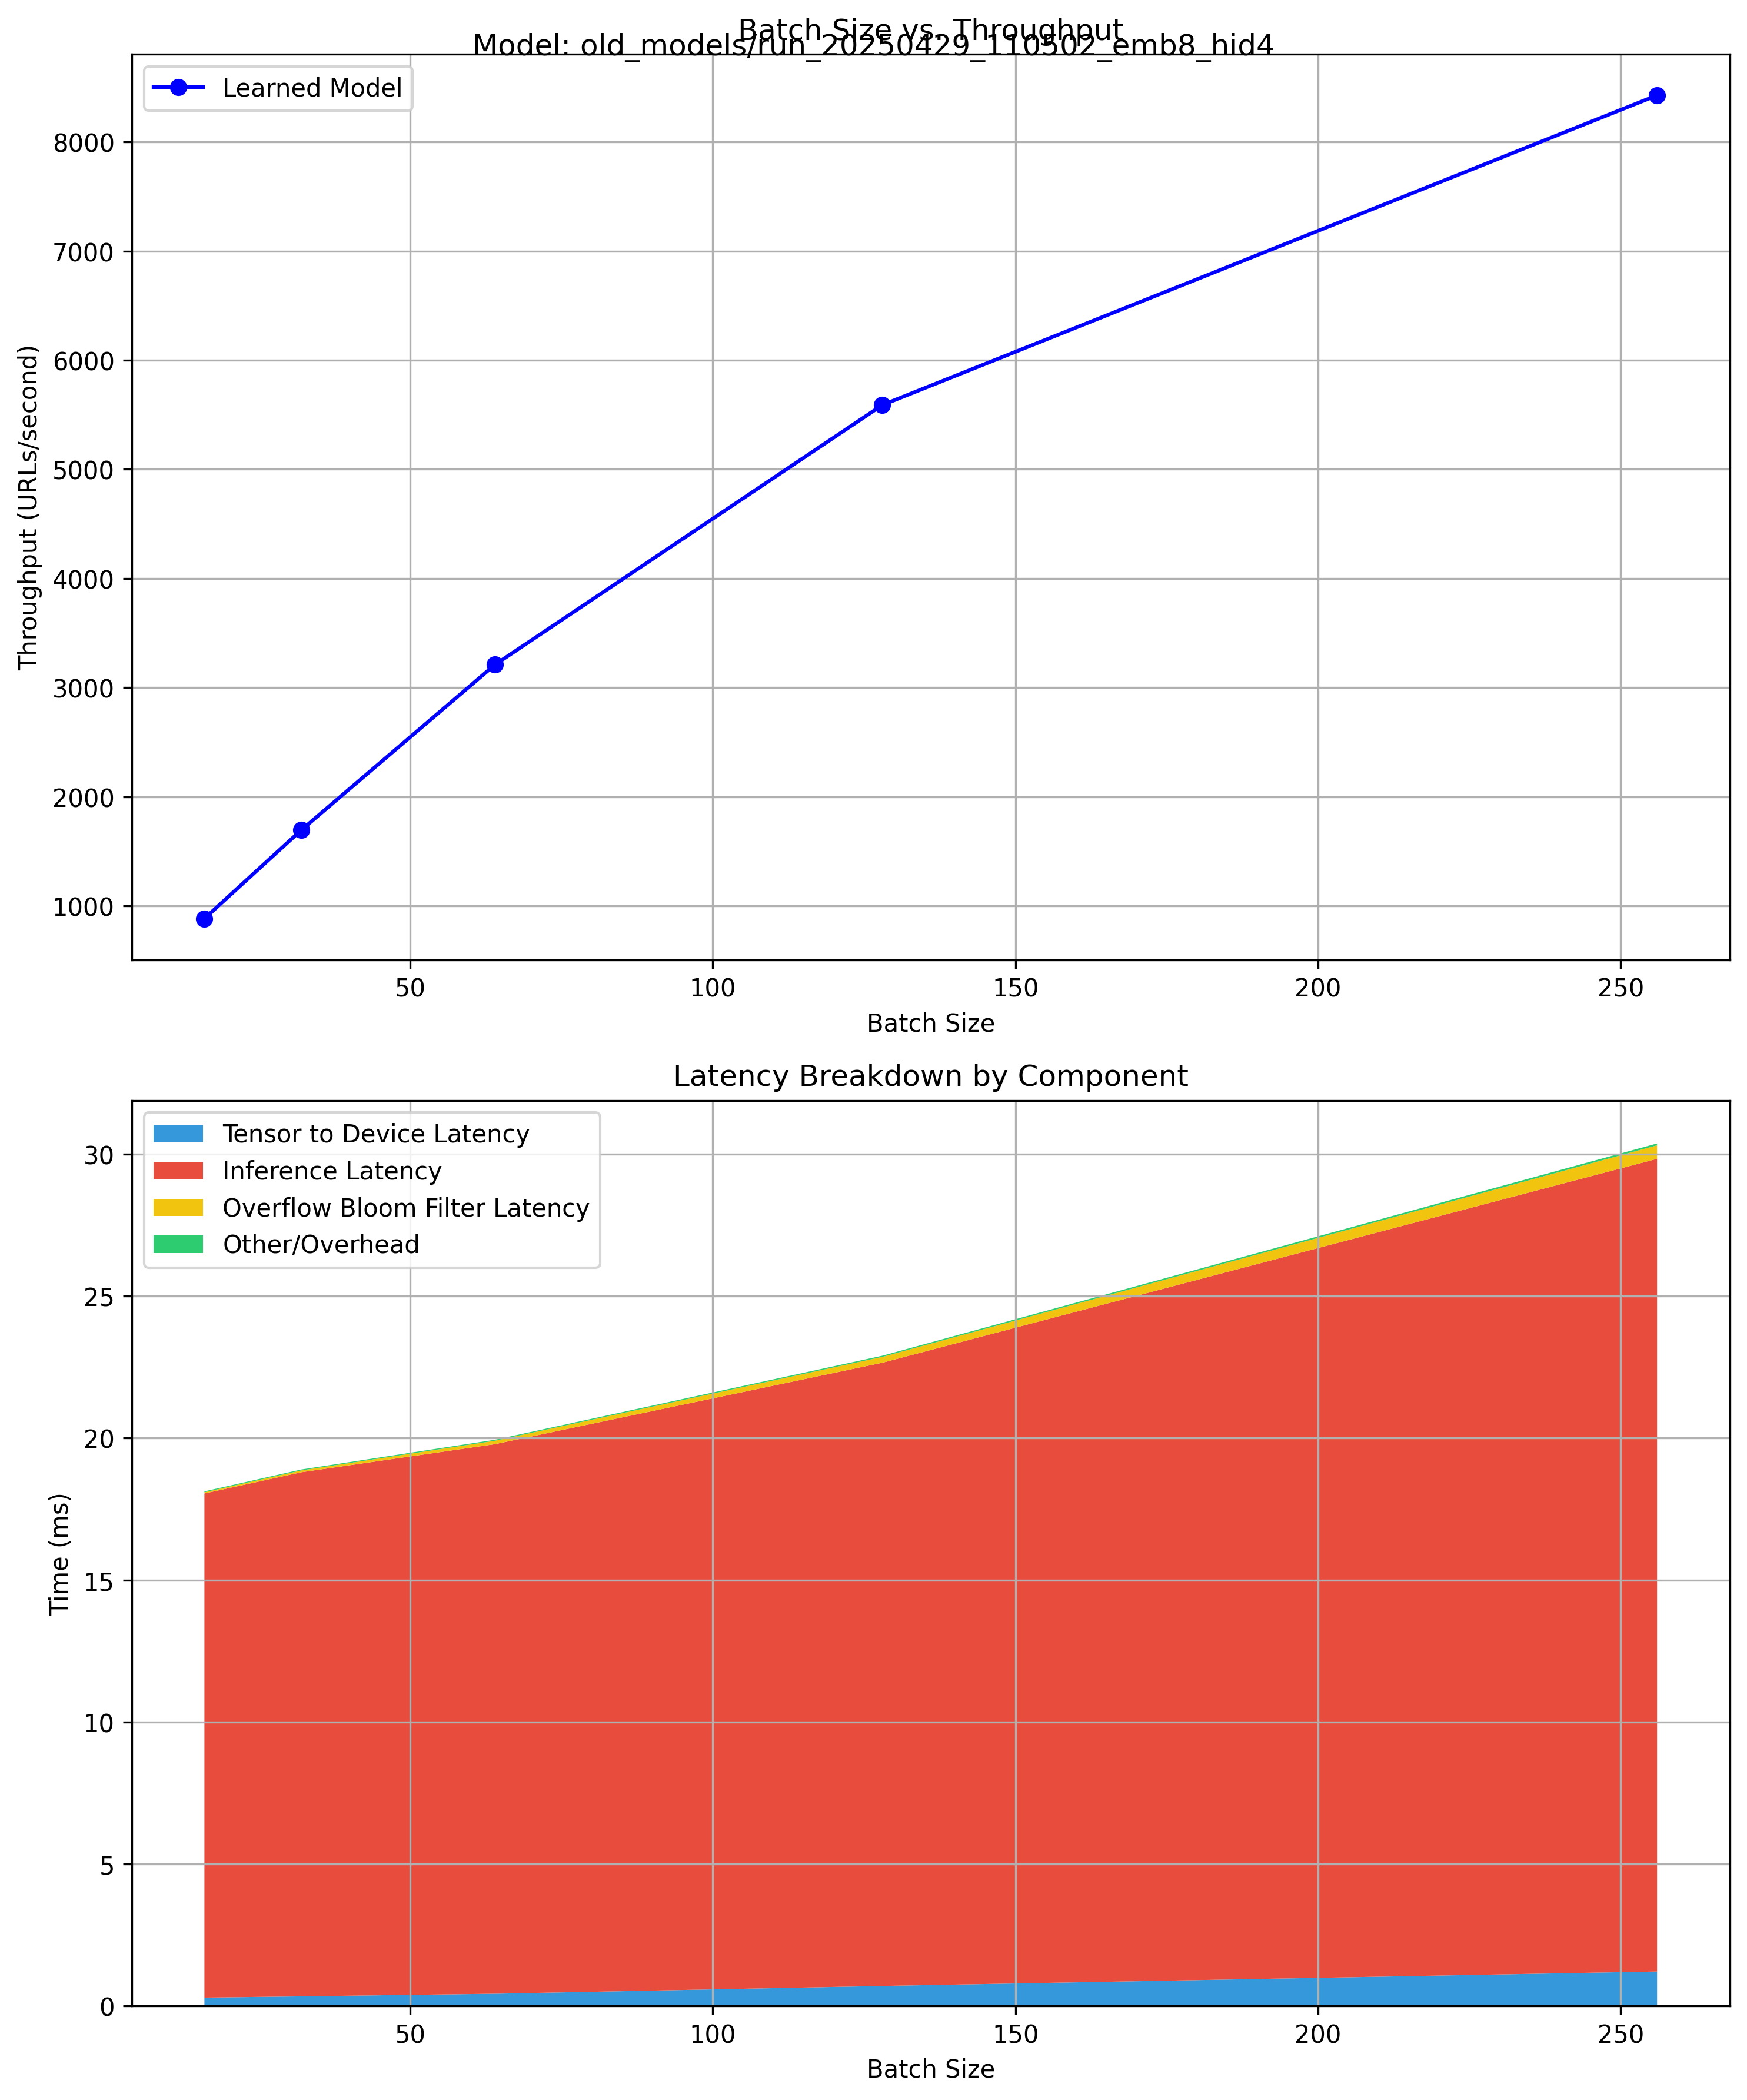 Batch Size vs. Throughput
Model: old_models/run_20250429_110502_emb8_hid4
Learned Model
8000
7000
6000
5000
4000
3000
2000
1000
Throughput (URLs/second)
50 100 150 200 250
Batch Size
Latency Breakdown by Component
Tensor to Device Latency
Inference Latency
Overflow Bloom Filter Latency
Other/Overhead
30
25
20
15
10
5
0
Time (ms)
50 100 150 200 250
Batch Size